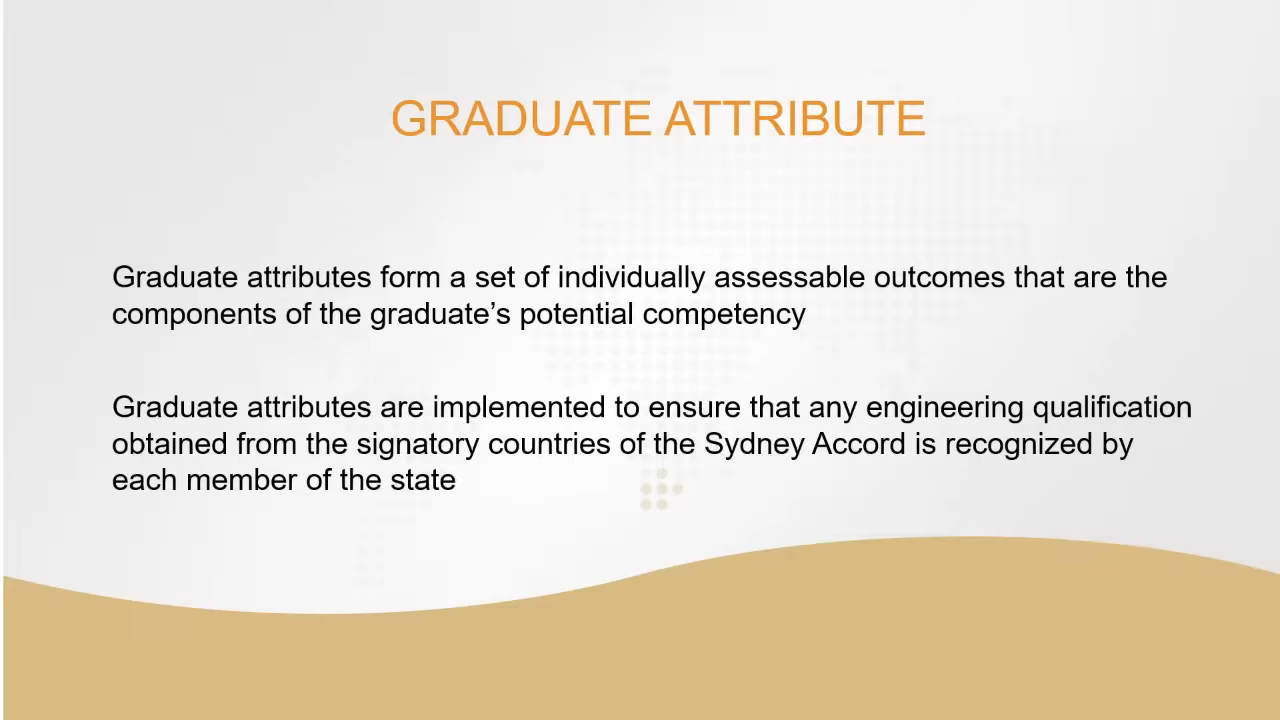 GRADUATE ATTRIBUTE
Graduate attributes form a set of individually assessable outcomes that are the
components of the graduate’s potential competency
Graduate attributes are implemented to ensure that any engineering qualification
obtained from the signatory countries of the Sydney Accord is recognized by
each member of the state